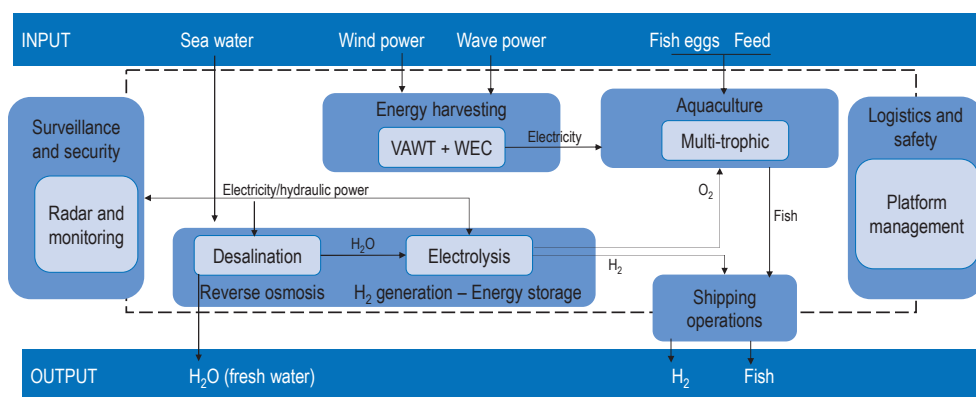 INPUT
Sea water
Wind power
Wave power
Fish eggs Feed
Surveillance
and security
Radar and
monitoring
Energy harvesting
VAWT + WEC
Electricity
Aquaculture
Multi-trophic
Logistics and
safety
Platform
management
Electricity/hydraulic power
O₂
Fish
Desalination
H₂O
Electrolysis
H₂
Reverse osmosis
H₂ generation – Energy storage
Shipping
operations
OUTPUT
H₂O (fresh water)
H₂
Fish